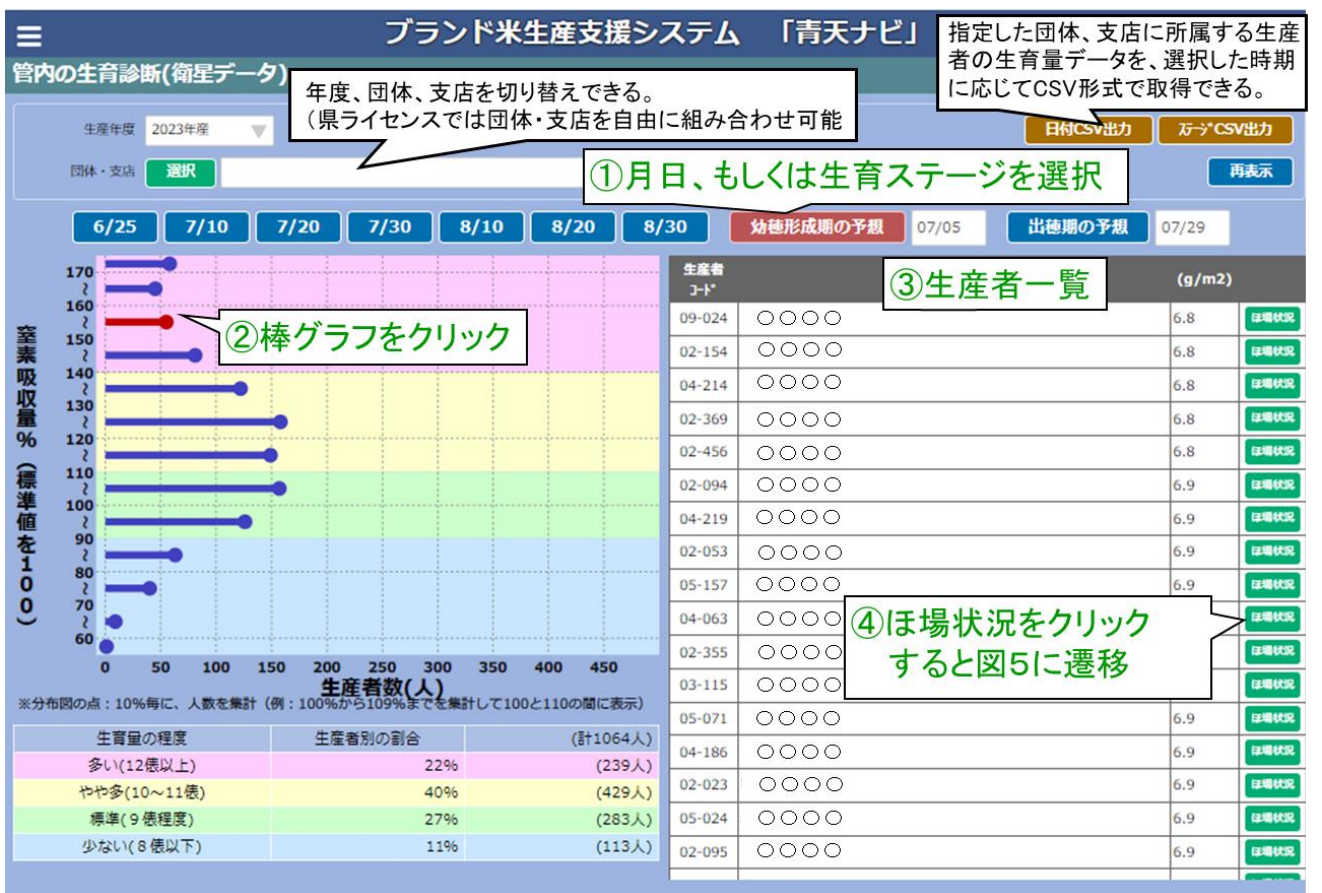 ブランド米生産支援システム 「青天ナビ」
指定した団体、支店に所属する生産
者の生育量データを、選択した時期
に応じてCSV形式で取得できる。
管内の生育診断(衛星データ)
年度、団体、支店を切り替えできる。
(県ライセンスでは団体・支店を自由に組み合わせ可能
生産年度 2023年産
日付CSV出力 ｽﾃｰｼﾞCSV出力
団体・支店 選択
再表示
①月日、もしくは生育ステージを選択
6/25 7/10 7/20 7/30 8/10 8/20 8/30 幼穂形成期の予想 07/05 出穂期の予想 07/29
窒素吸収量%(標準値を100)
170
~
160
~
150
~
140
~
130
~
120
~
110
~
100
~
90
~
80
~
70
~
60
②棒グラフをクリック
0 50 100 150 200 250 300 350 400 450
生産者数(人)
※分布図の点:10%毎に、人数を集計(例:100%から109%までを集計して100と110の間に表示)
生育量の程度 生産者別の割合 (計1064人)
多い(12俵以上) 22% (239人)
やや多(10〜11俵) 40% (429人)
標準(９俵程度) 27% (283人)
少ない(８俵以下) 11% (113人)
生産者
ｺｰﾄﾞ
③生産者一覧
(g/m2)
09-024 ○○○○ 6.8 ほ場状況
02-154 ○○○○ 6.8 ほ場状況
04-214 ○○○○ 6.8 ほ場状況
02-369 ○○○○ 6.8 ほ場状況
02-456 ○○○○ 6.8 ほ場状況
02-094 ○○○○ 6.9 ほ場状況
04-219 ○○○○ 6.9 ほ場状況
02-053 ○○○○ 6.9 ほ場状況
05-157 ○○○○ 6.9 ほ場状況
04-063 ○○○○ ほ場状況
02-355 ○○○○ ほ場状況
03-115 ○○○○ ほ場状況
④ほ場状況をクリック
すると図５に遷移
05-071 ○○○○ 6.9 ほ場状況
04-186 ○○○○ 6.9 ほ場状況
02-023 ○○○○ 6.9 ほ場状況
05-024 ○○○○ 6.9 ほ場状況
02-095 ○○○○ 6.9 ほ場状況